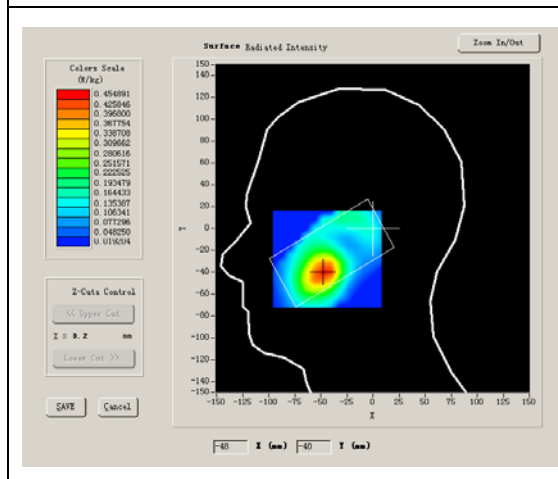 Surface Radiated Intensity
Zoom In/Out
Colors Scale
(W/kg)
0.454891
0.425846
0.396800
0.367754
0.338708
0.309662
0.280616
0.251571
0.222525
0.193479
0.164433
0.135387
0.106341
0.077296
0.048250
0.019204
Z-Cuts Control
<< Upper Cut
Z = 0.2 mm
Lower Cut >>
SAVE Cancel
150
140
120
100
80
60
40
20
Y 0
-20
-40
-60
-80
-100
-120
-140
-150
-150 -125 -100 -75 -50 -25 0 25 50 75 100 125 150
X
-48 X (mm) -40 Y (mm)